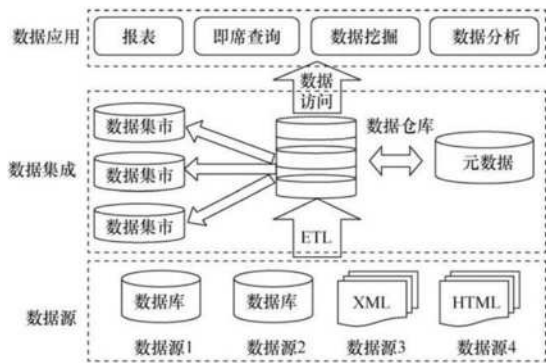 数据应用
报表
即席查询
数据挖掘
数据分析
数据
访问
数据集成
数据集市
数据集市
数据集市
数据仓库
元数据
ETL
数据源
数据库
数据库
XML
HTML
数据源1
数据源2
数据源3
数据源4